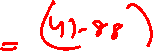 = (41-88)